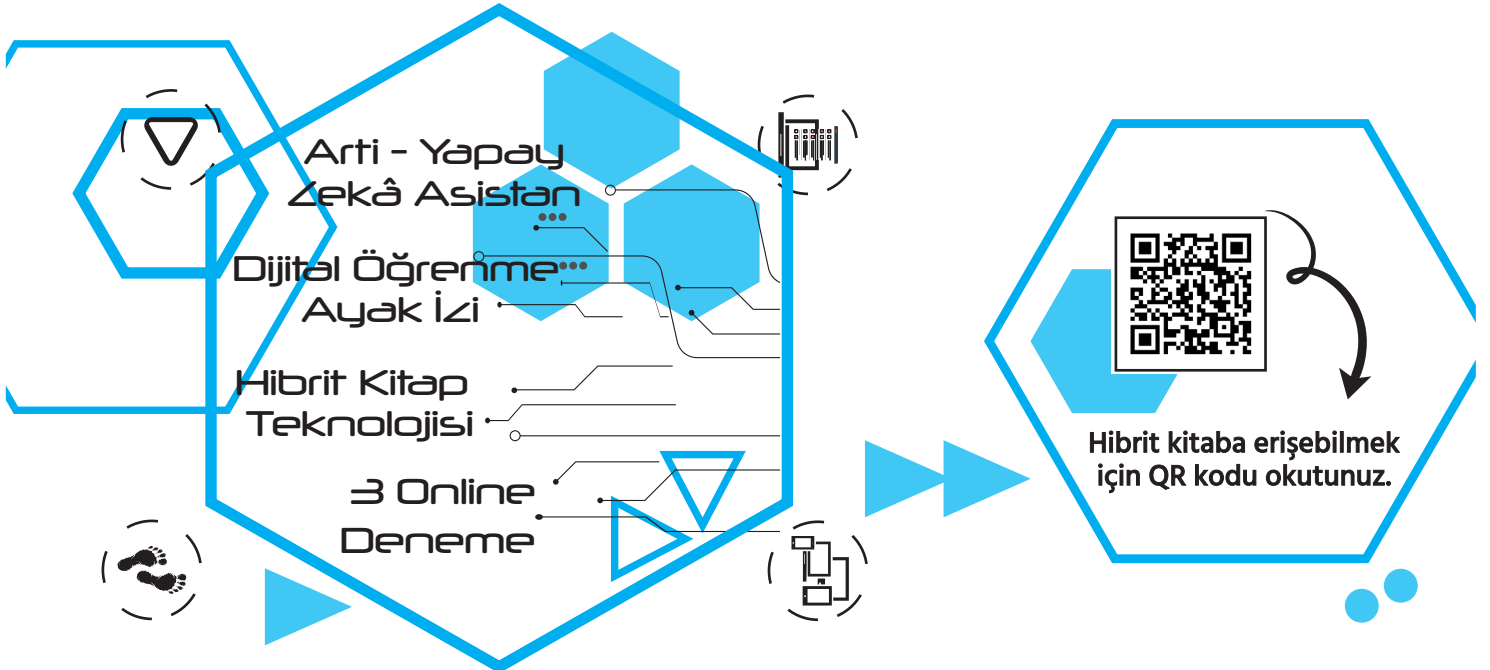 Arti - Yapay
Zekâ Asistan
Dijital Öğrenme
Ayak İzi
Hibrit Kitap
Teknolojisi
3 Online
Deneme
Hibrit kitaba erişebilmek
için QR kodu okutunuz.